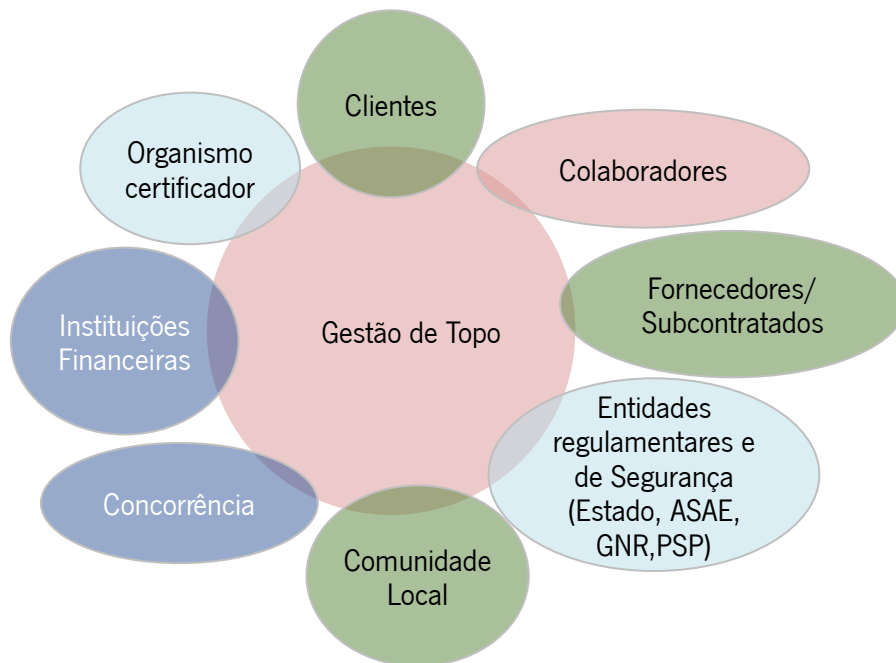 Clientes
Organismo
certificador
Colaboradores
Fornecedores/
Subcontratados
Instituições
Financeiras
Gestão de Topo
Entidades
regulamentares e
de Segurança
(Estado, ASAE,
GNR,PSP)
Concorrência
Comunidade
Local